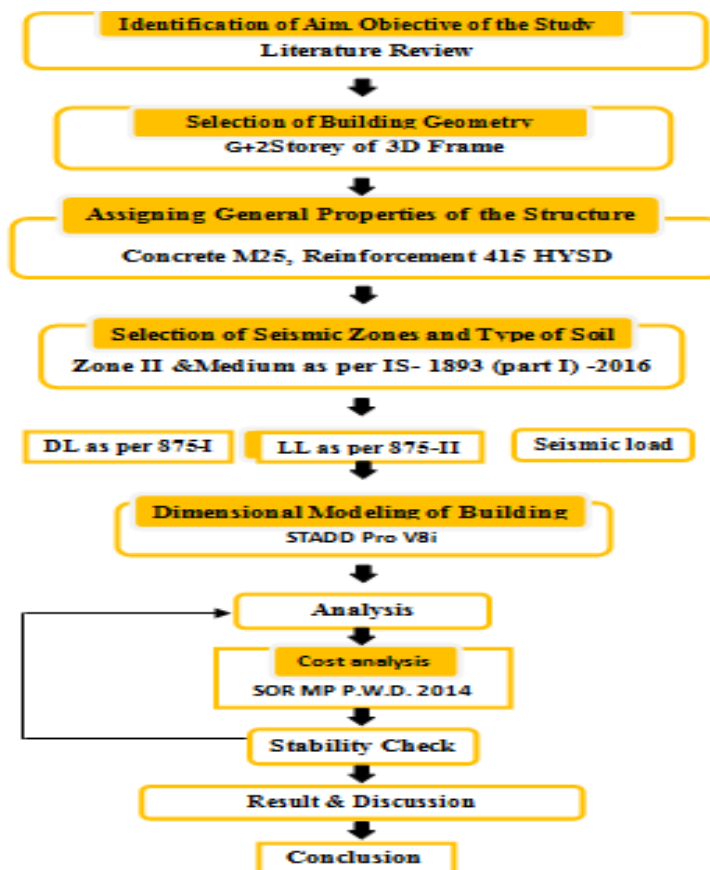 Identification of Aim. Objective of the Study
Literature Review
Selection of Building Geometry
G+2Storey of 3D Frame
Assigning General Properties of the Structure
Concrete M25, Reinforcement 415 HYSD
Selection of Seismic Zones and Type of Soil
Zone II &Medium as per IS- 1893 (part I) -2016
DL as per 875-I
LL as per 875-II
Seismic load
Dimensional Modeling of Building
STADD Pro V8i
Analysis
Cost analysis
SOR MP P.W.D. 2014
Stability Check
Result & Discussion
Conclusion